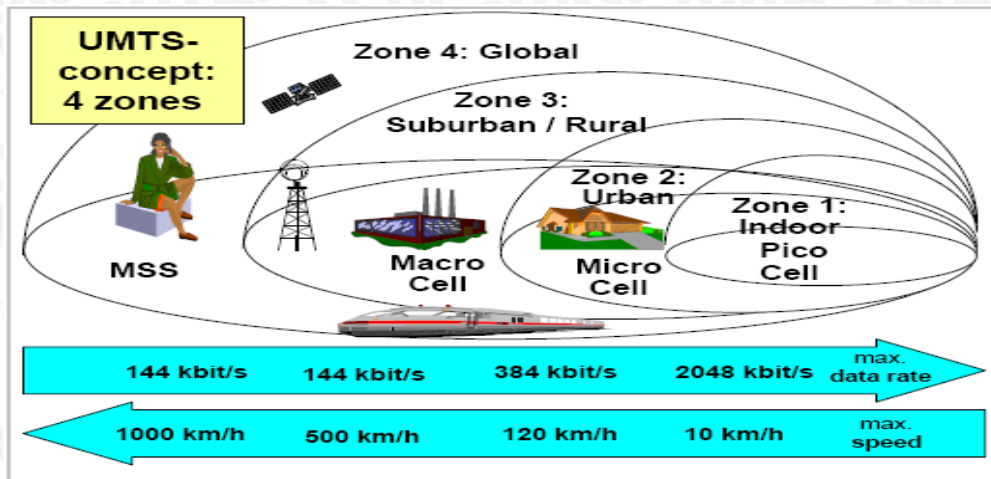 UMTS-
concept:
4 zones
Zone 4: Global
Zone 3:
Suburban / Rural
Zone 2:
Urban
Zone 1:
Indoor
Pico
Cell
MSS
Macro
Cell
Micro
Cell
144 kbit/s 144 kbit/s 384 kbit/s 2048 kbit/s max.
data rate
1000 km/h 500 km/h 120 km/h 10 km/h max.
speed